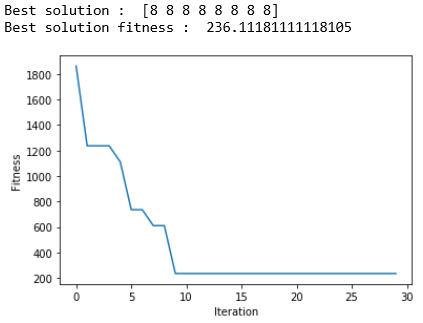 Best solution :  [8 8 8 8 8 8 8 8]
Best solution fitness :  236.11181111118105
1800
1600
1400
1200
1000
800
600
400
200
Fitness
0 5 10 15 20 25 30
Iteration